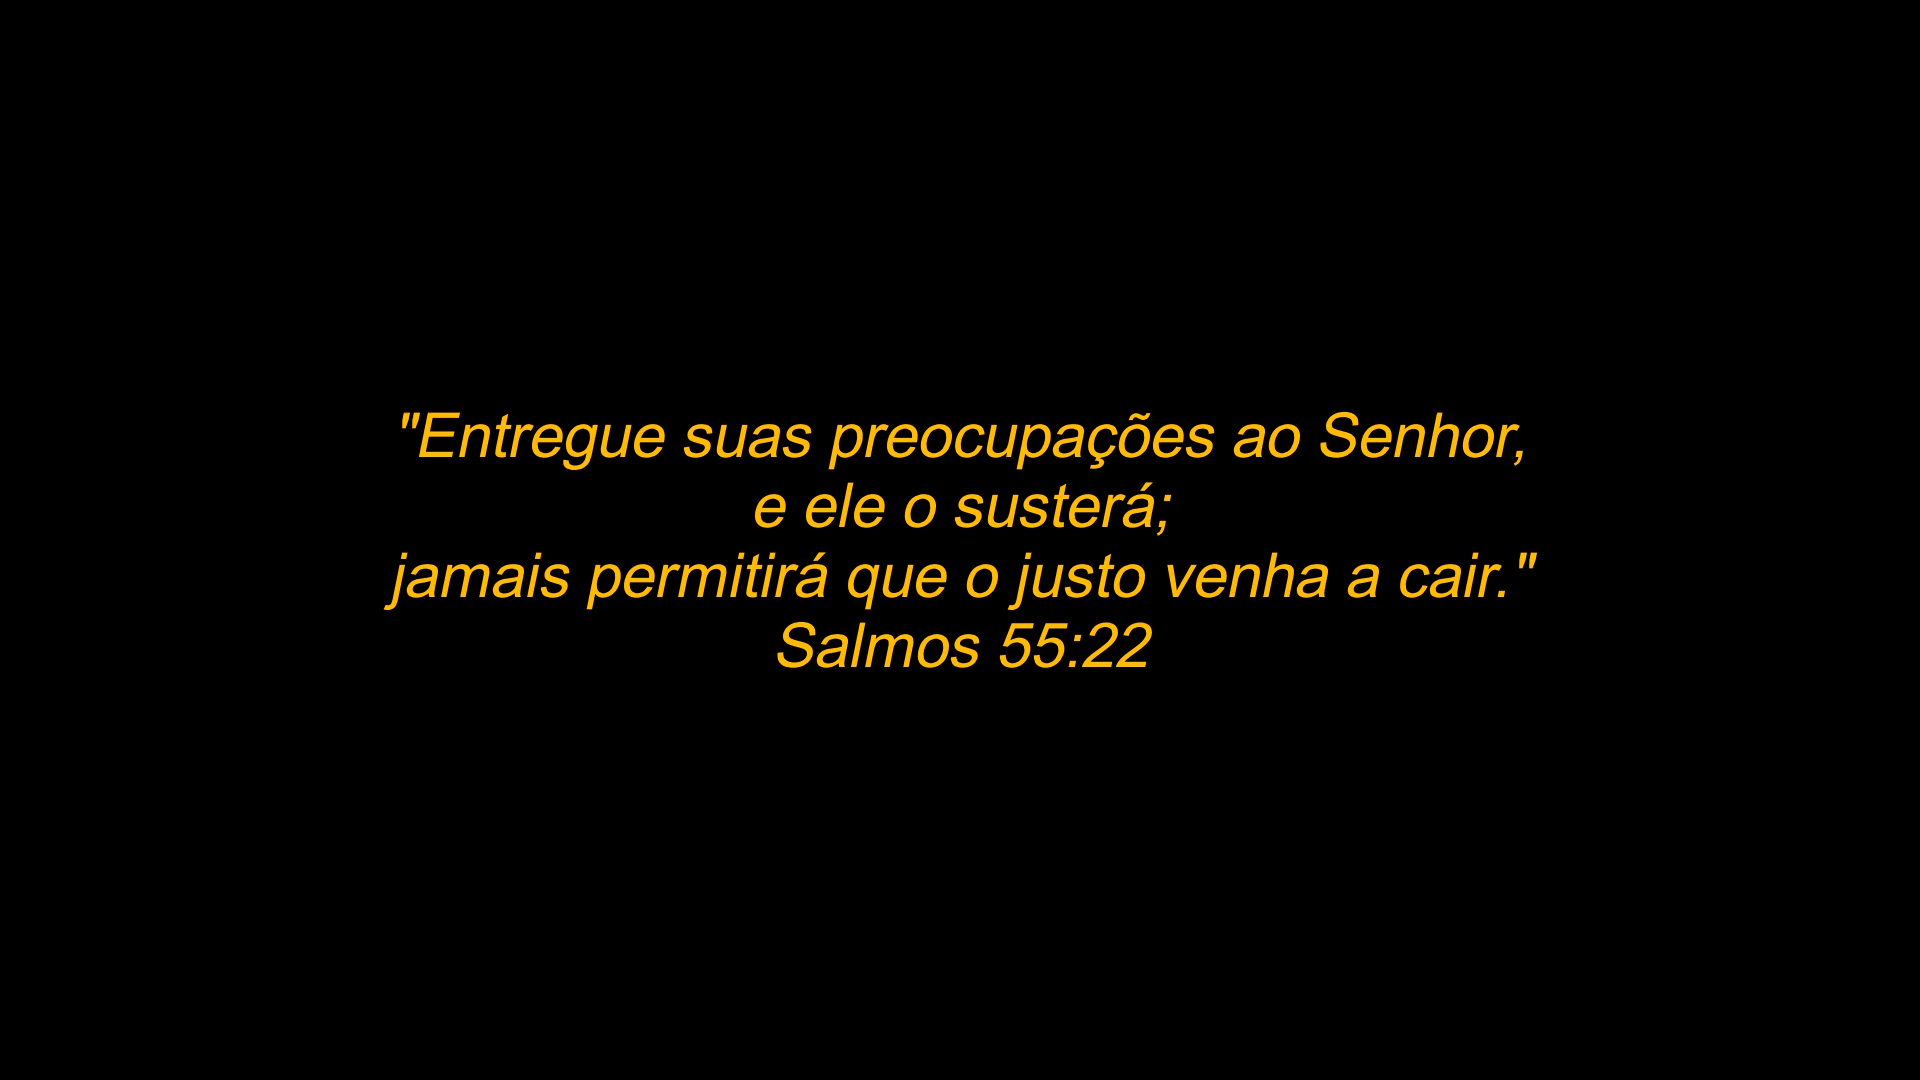 "Entregue suas preocupações ao Senhor,
e ele o susterá;
jamais permitirá que o justo venha a cair."
Salmos 55:22